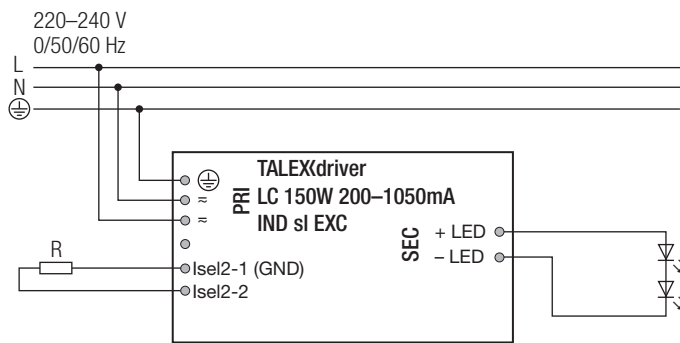 220–240 V
0/50/60 Hz
L
N
TALEXdriver
LC 150W 200–1050mA
IND sl EXC
PRI
≂
≂
SEC
+ LED
– LED
R
Isel2-1 (GND)
Isel2-2